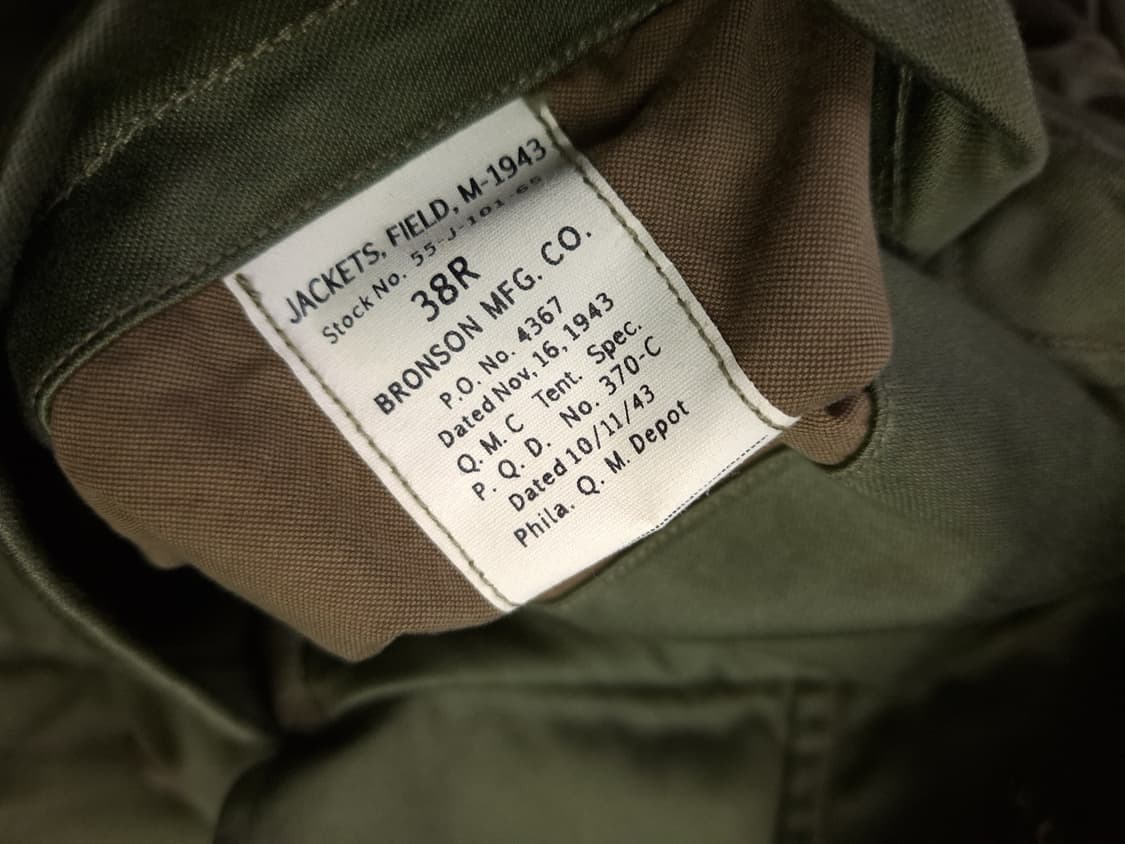 JACKETS, FIELD, M-1943
Stock No. 55-J-101-65
38R
BRONSON MFG. CO.
P.O. No. 4367
Dated Nov, 16, 1943
Q. M. C Tent. Spec.
P. Q. D. No. 370-C
Dated 10/11/43
Phila. Q. M. Depot